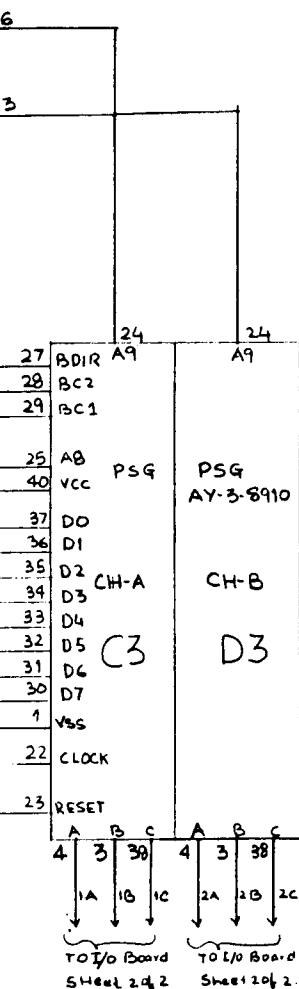 6
3
24 24
27 BDIR A9 A9
28 BC2
29 BC1
25 A8 PSG PSG
40 VCC AY-3-8910
37 D0
36 D1
35 D2 CH-A CH-B
34 D3
33 D4
32 D5 C3 D3
31 D6
30 D7
1 VSS
22 CLOCK
23 RESET
A B C A B C
4 3 38 4 3 38
1A 1B 1C 2A 2B 2C
TO I/O Board TO I/O Board
Sheet 2 of 2 Sheet 2 of 2.